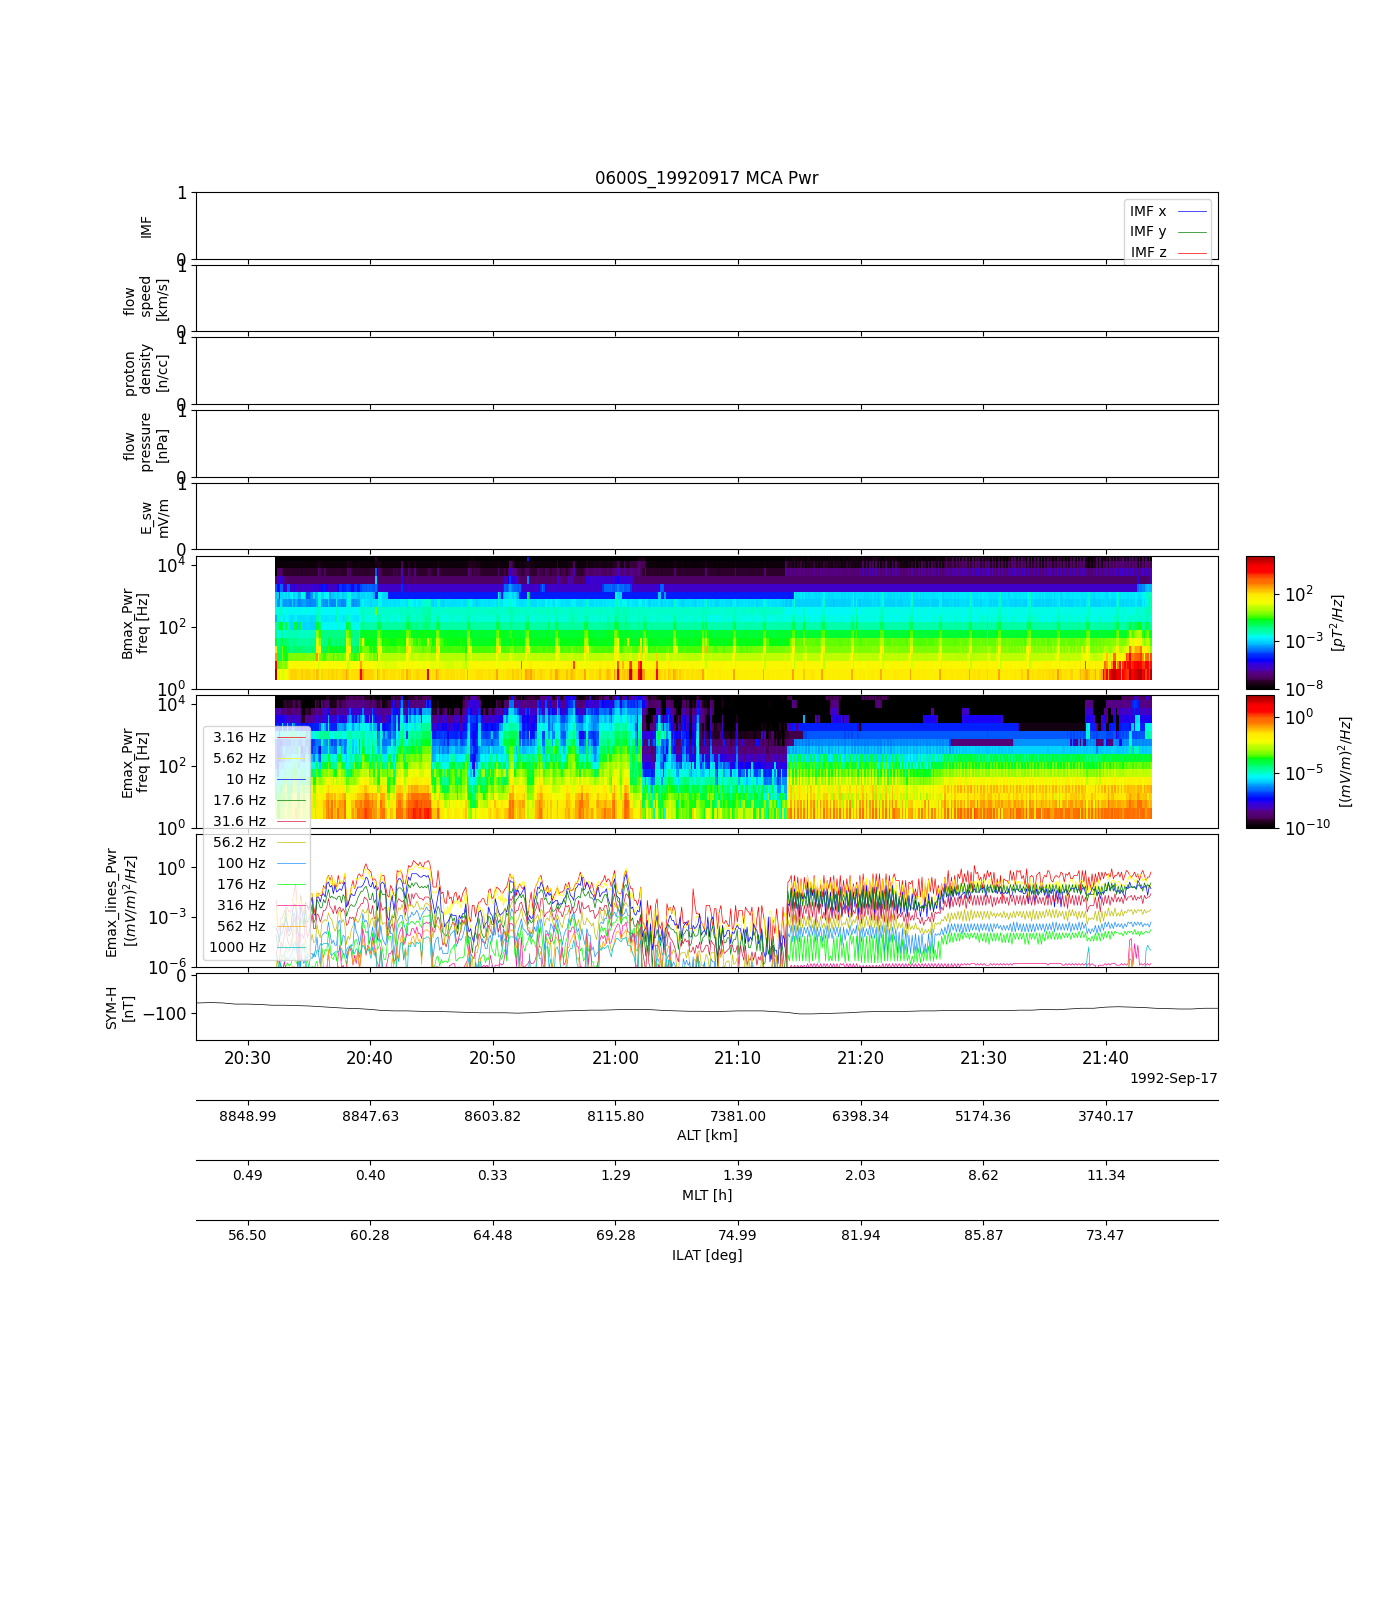 0600S_19920917 MCA Pwr
1
IMF
0
IMF x
IMF y
IMF z
1
flow
speed
[km/s]
0
1
proton
density
[n/cc]
0
1
flow
pressure
[nPa]
0
1
E_sw
mV/m
0
10^4
10^2
10^0
Bmax_Pwr
freq [Hz]
10^2
10^-3
10^-8
[pT^2/Hz]
10^4
10^2
10^0
Emax_Pwr
freq [Hz]
10^0
10^-5
10^-10
[(mV/m)^2/Hz]
3.16 Hz
5.62 Hz
10 Hz
17.6 Hz
31.6 Hz
56.2 Hz
100 Hz
176 Hz
316 Hz
562 Hz
1000 Hz
10^0
10^-3
10^-6
Emax_lines_Pwr
[(mV/m)^2/Hz]
0
−100
SYM-H
[nT]
20:30 20:40 20:50 21:00 21:10 21:20 21:30 21:40
1992-Sep-17
8848.99 8847.63 8603.82 8115.80 7381.00 6398.34 5174.36 3740.17
ALT [km]
0.49 0.40 0.33 1.29 1.39 2.03 8.62 11.34
MLT [h]
56.50 60.28 64.48 69.28 74.99 81.94 85.87 73.47
ILAT [deg]